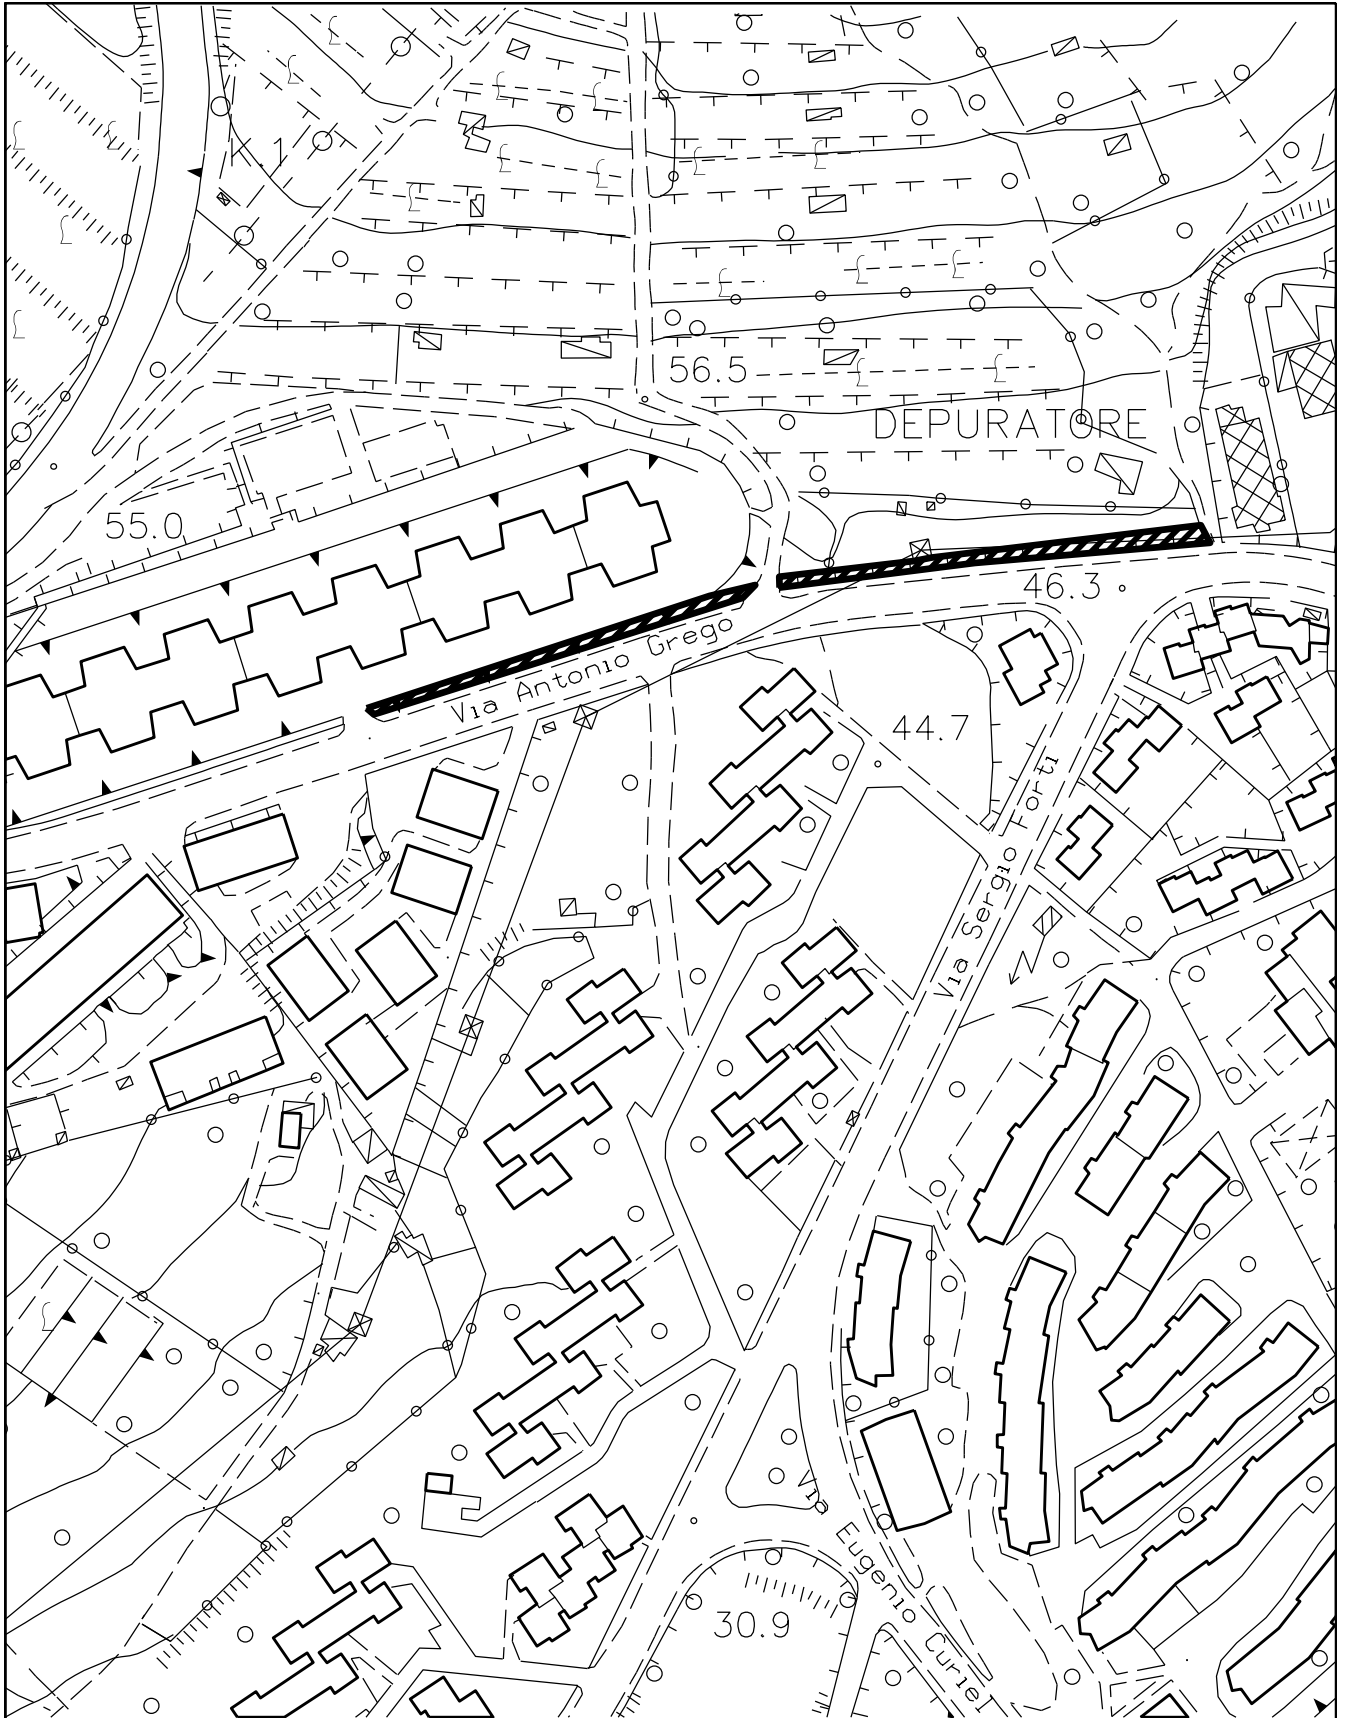 K.1
56.5
DEPURATORE
55.0
46.3
Via Antonio Grego
44.7
Via Sergio Forti
Via Eugenio Curiel
30.9